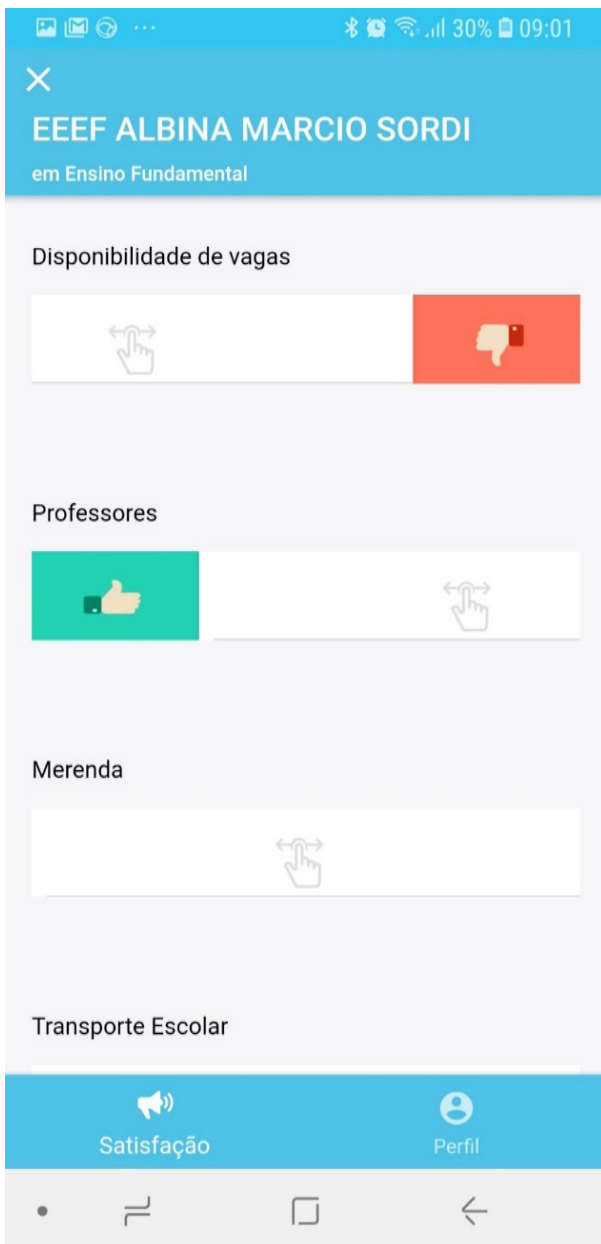 30% 09:01
EEEF ALBINA MARCIO SORDI
em Ensino Fundamental
Disponibilidade de vagas
Professores
Merenda
Transporte Escolar
Satisfação Perfil